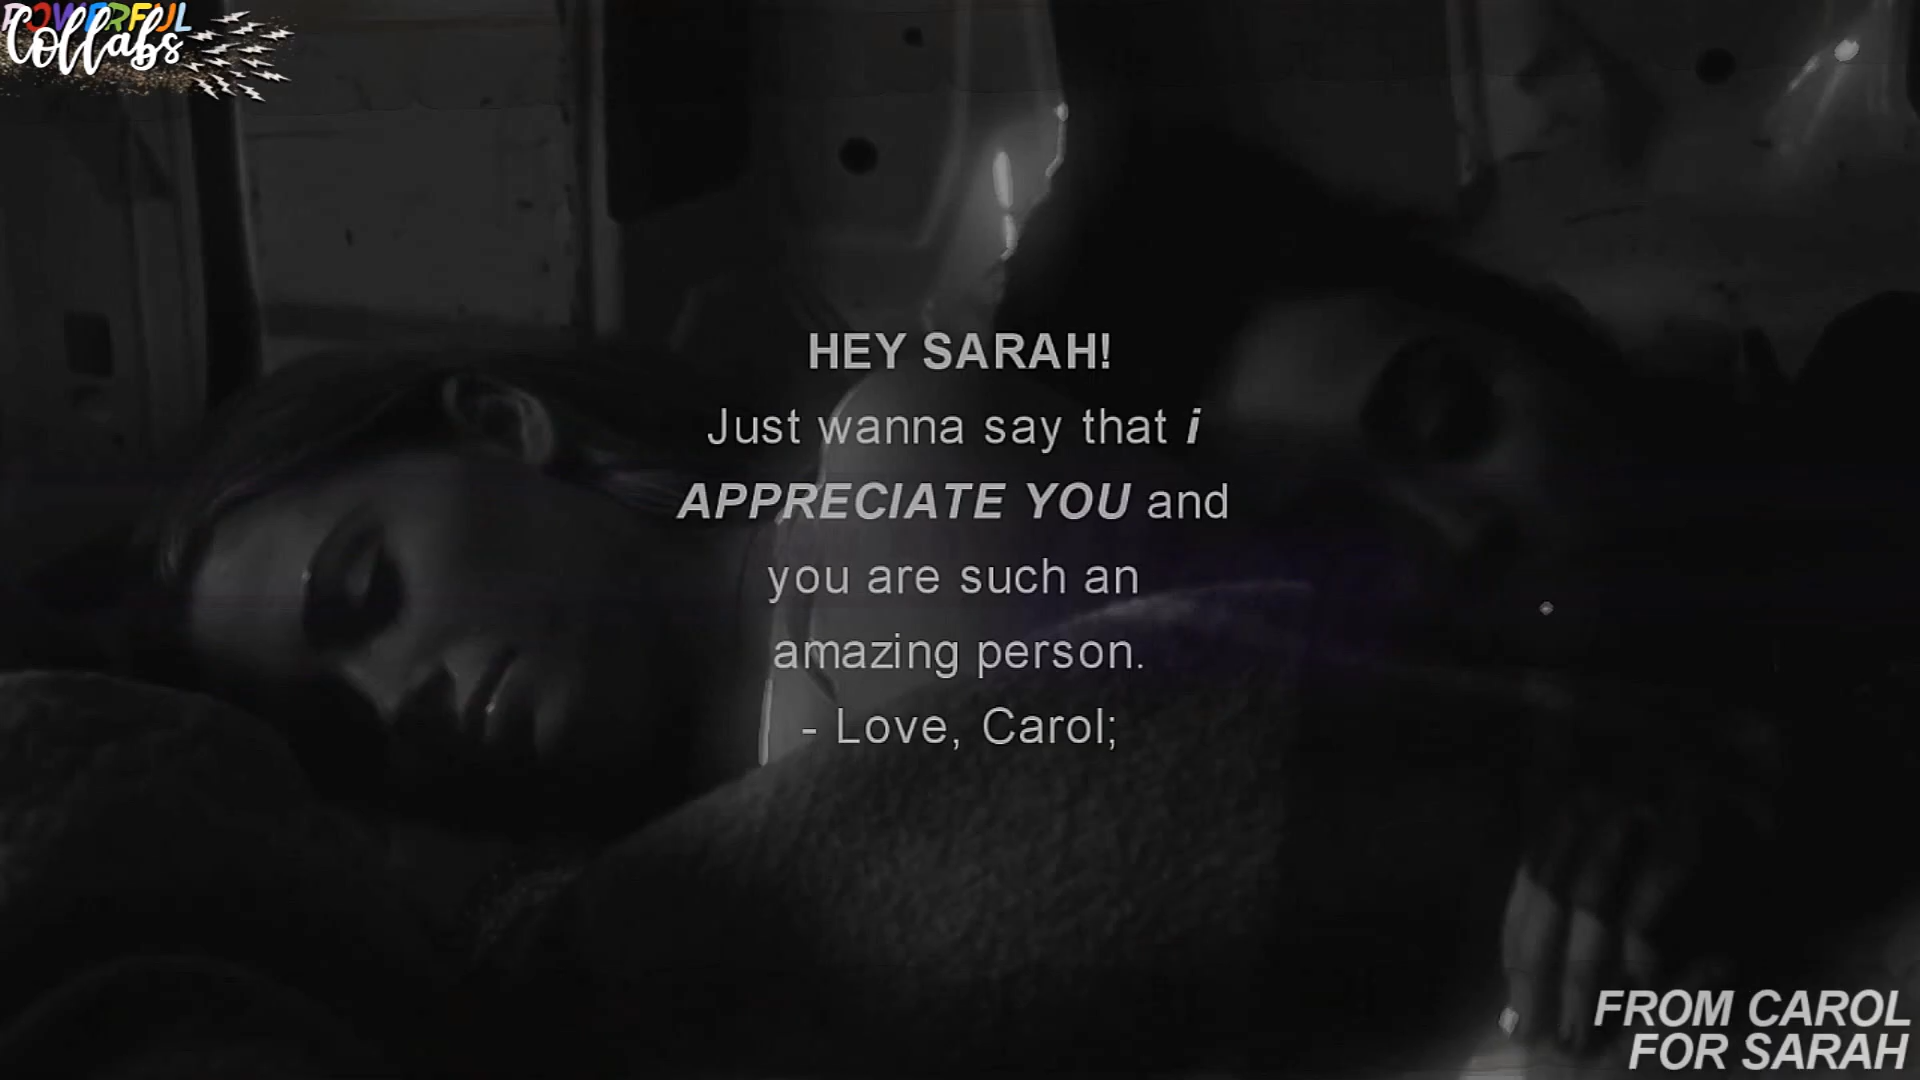 POWERFUL
Collabs
HEY SARAH!
Just wanna say that i
APPRECIATE YOU and
you are such an
amazing person.
- Love, Carol;
FROM CAROL
FOR SARAH